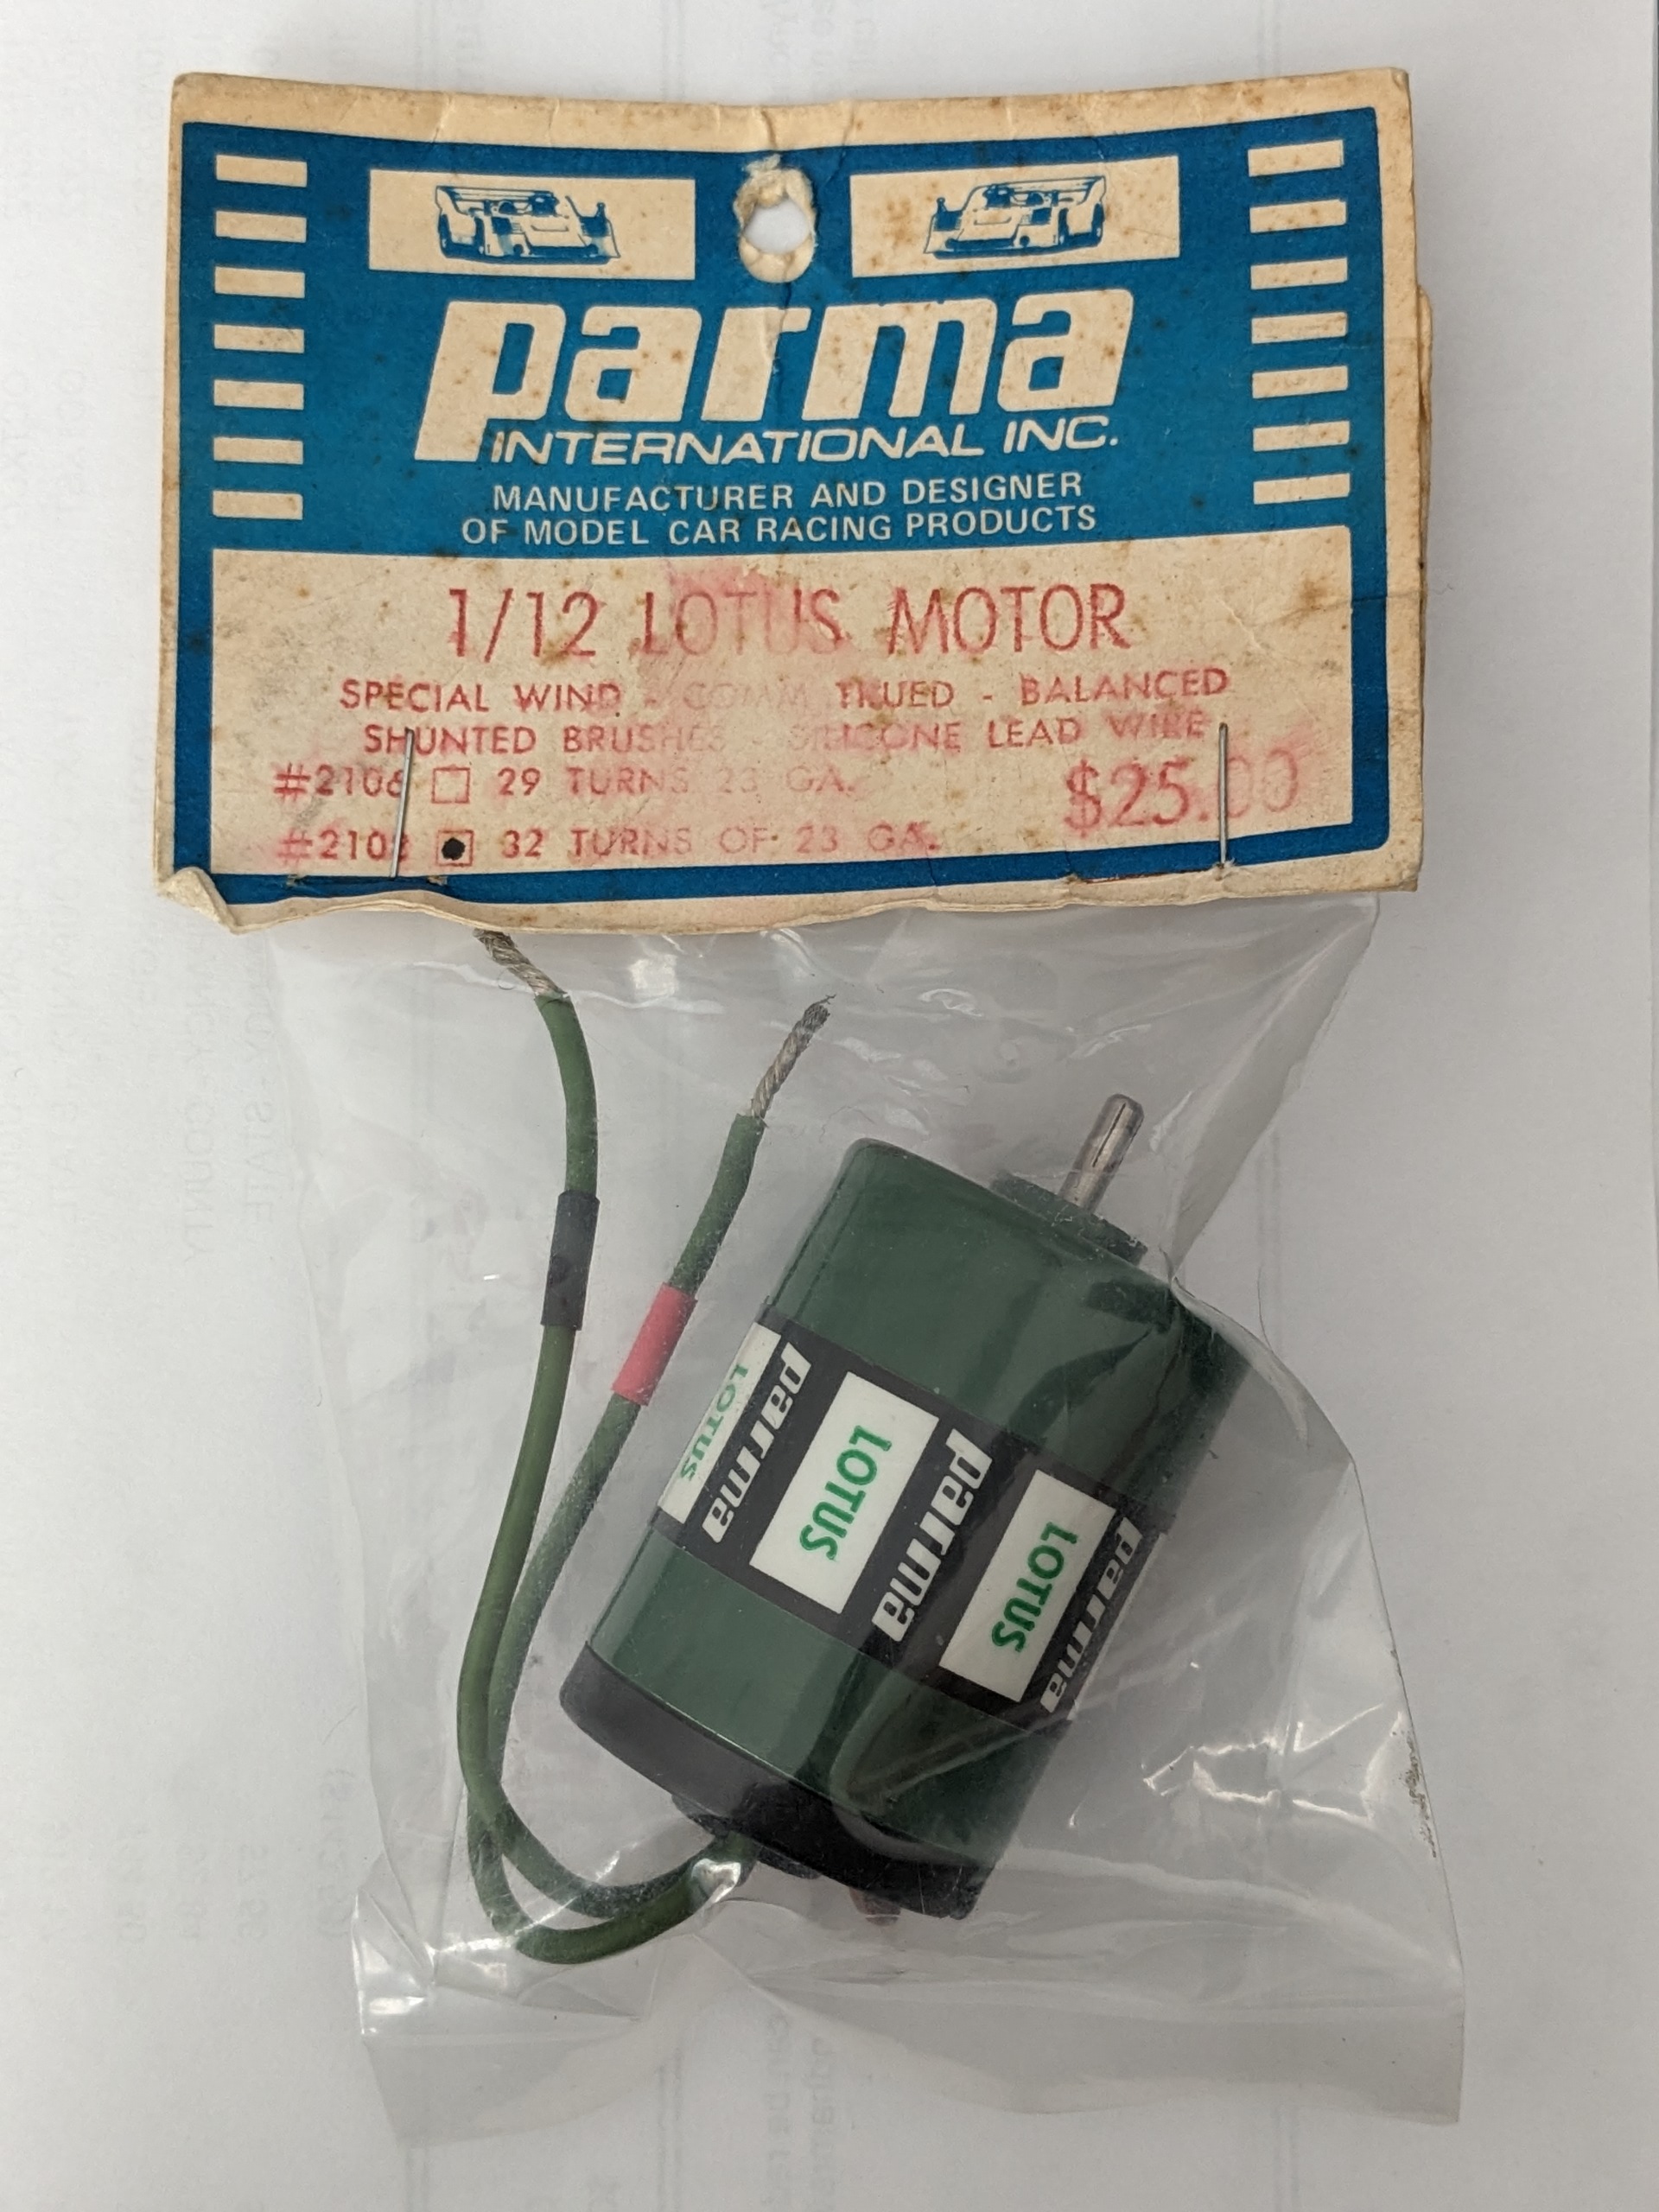 parma
INTERNATIONAL INC.
MANUFACTURER AND DESIGNER
OF MODEL CAR RACING PRODUCTS
1/12 LOTUS MOTOR
SPECIAL WIND - COMM TRUED - BALANCED
SHUNTED BRUSHES - SILICONE LEAD WIRE
#2106 29 TURNS 23 GA.
$25.00
32 TURNS OF 23 GA.
LOTUS
parma
LOTUS
parma
LOTUS
parma